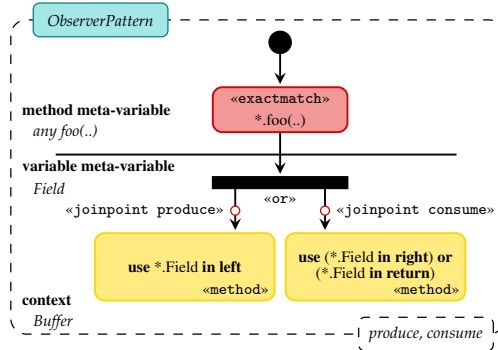 ObserverPattern
«exactmatch»
*.foo(..)
method meta-variable
any foo(..)
variable meta-variable
Field
«or»
«joinpoint produce»
«joinpoint consume»
use *.Field in left
«method»
use (*.Field in right) or
(*.Field in return)
«method»
context
Buffer
produce, consume